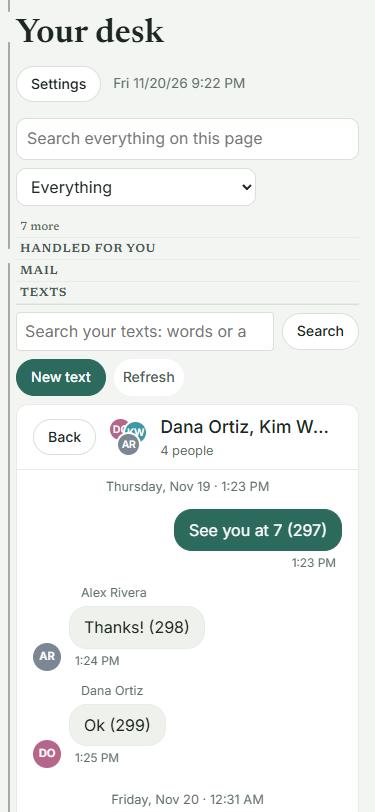 Your desk
Settings
Fri 11/20/26 9:22 PM
Search everything on this page
Everything
7 more
HANDLED FOR YOU
MAIL
TEXTS
Search your texts: words or a
Search
New text
Refresh
Back
KW
AR
Dana Ortiz, Kim W...
4 people
Thursday, Nov 19 · 1:23 PM
See you at 7 (297)
1:23 PM
Alex Rivera
Thanks! (298)
AR
1:24 PM
Dana Ortiz
Ok (299)
DO
1:25 PM
Friday, Nov 20 · 12:31 AM